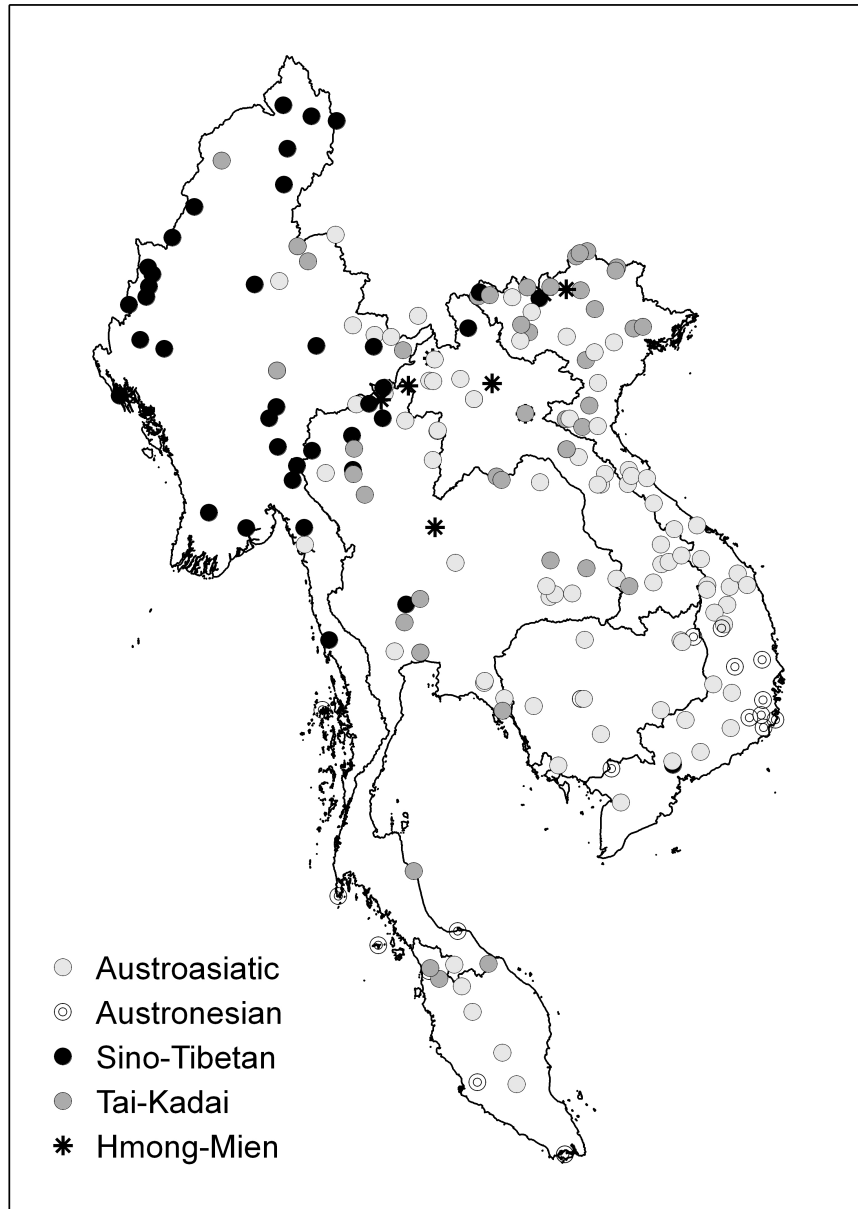 Austroasiatic
Austronesian
Sino-Tibetan
Tai-Kadai
Hmong-Mien